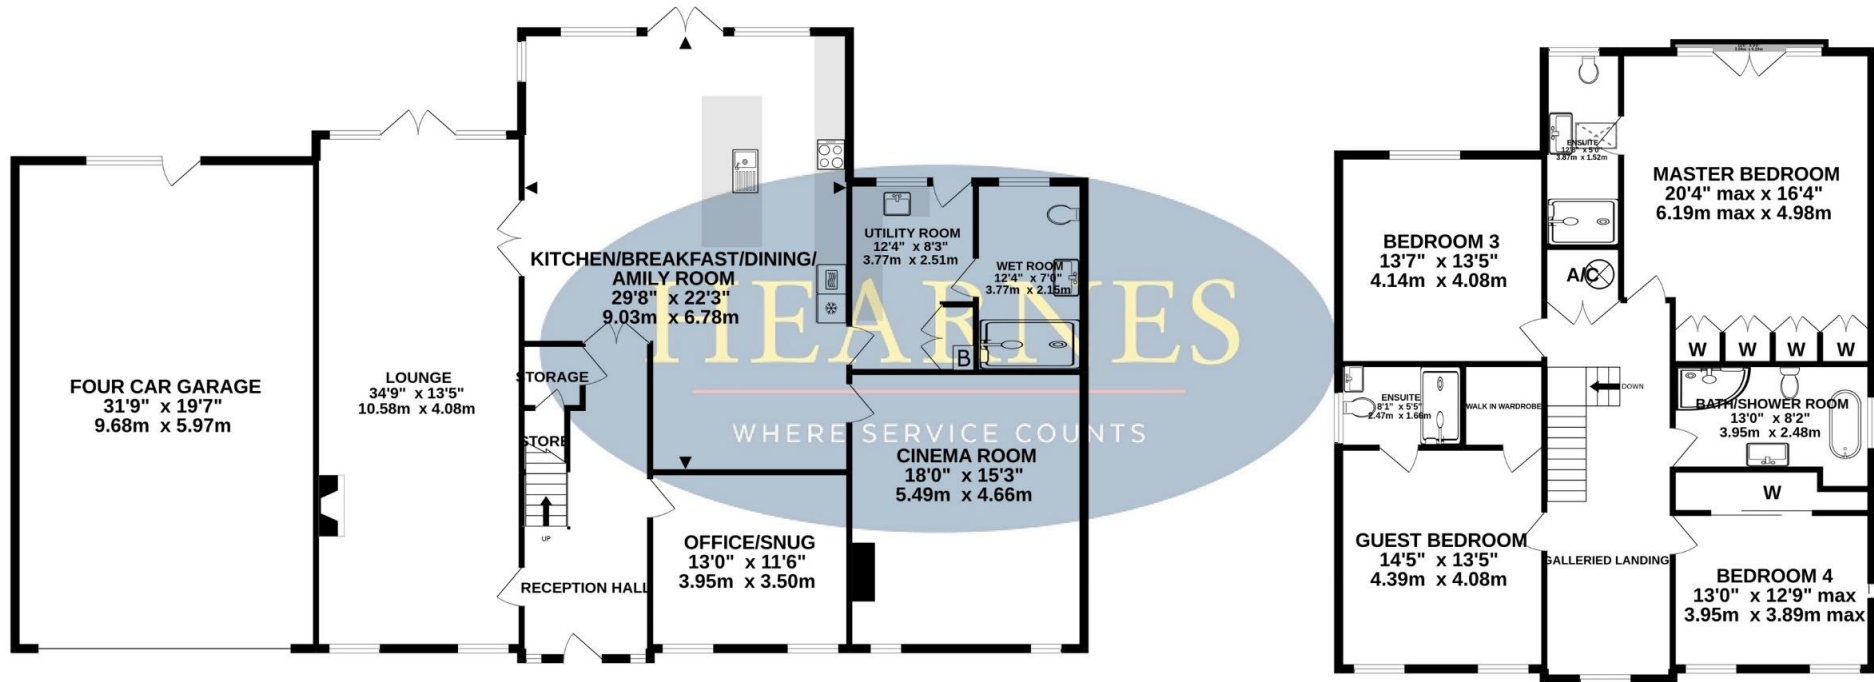 FOUR CAR GARAGE
31'9" x 19'7"
9.68m x 5.97m
LOUNGE
34'9" x 13'5"
10.58m x 4.08m
KITCHEN/BREAKFAST/DINING/
AMILY ROOM
29'8" x 22'3"
9.03m x 6.78m
STORAGE
STORE
UP
RECEPTION HALL
OFFICE/SNUG
13'0" x 11'6"
3.95m x 3.50m
UTILITY ROOM
12'4" x 8'3"
3.77m x 2.51m
WET ROOM
12'4" x 7'0"
3.77m x 2.15m
B
HEARNES
WHERE SERVICE COUNTS
CINEMA ROOM
18'0" x 15'3"
5.49m x 4.66m
ENSUITE
3.87m x 1.52m
MASTER BEDROOM
20'4" max x 16'4"
6.19m max x 4.98m
BEDROOM 3
13'7" x 13'5"
4.14m x 4.08m
A/C
W
W
W
W
ENSUITE
8'1" x 5'5"
2.47m x 1.66m
WALK IN WARDROBE
DOWN
BATH/SHOWER ROOM
13'0" x 8'2"
3.95m x 2.48m
W
GUEST BEDROOM
14'5" x 13'5"
4.39m x 4.08m
GALLERIED LANDING
BEDROOM 4
13'0" x 12'9" max
3.95m x 3.89m max